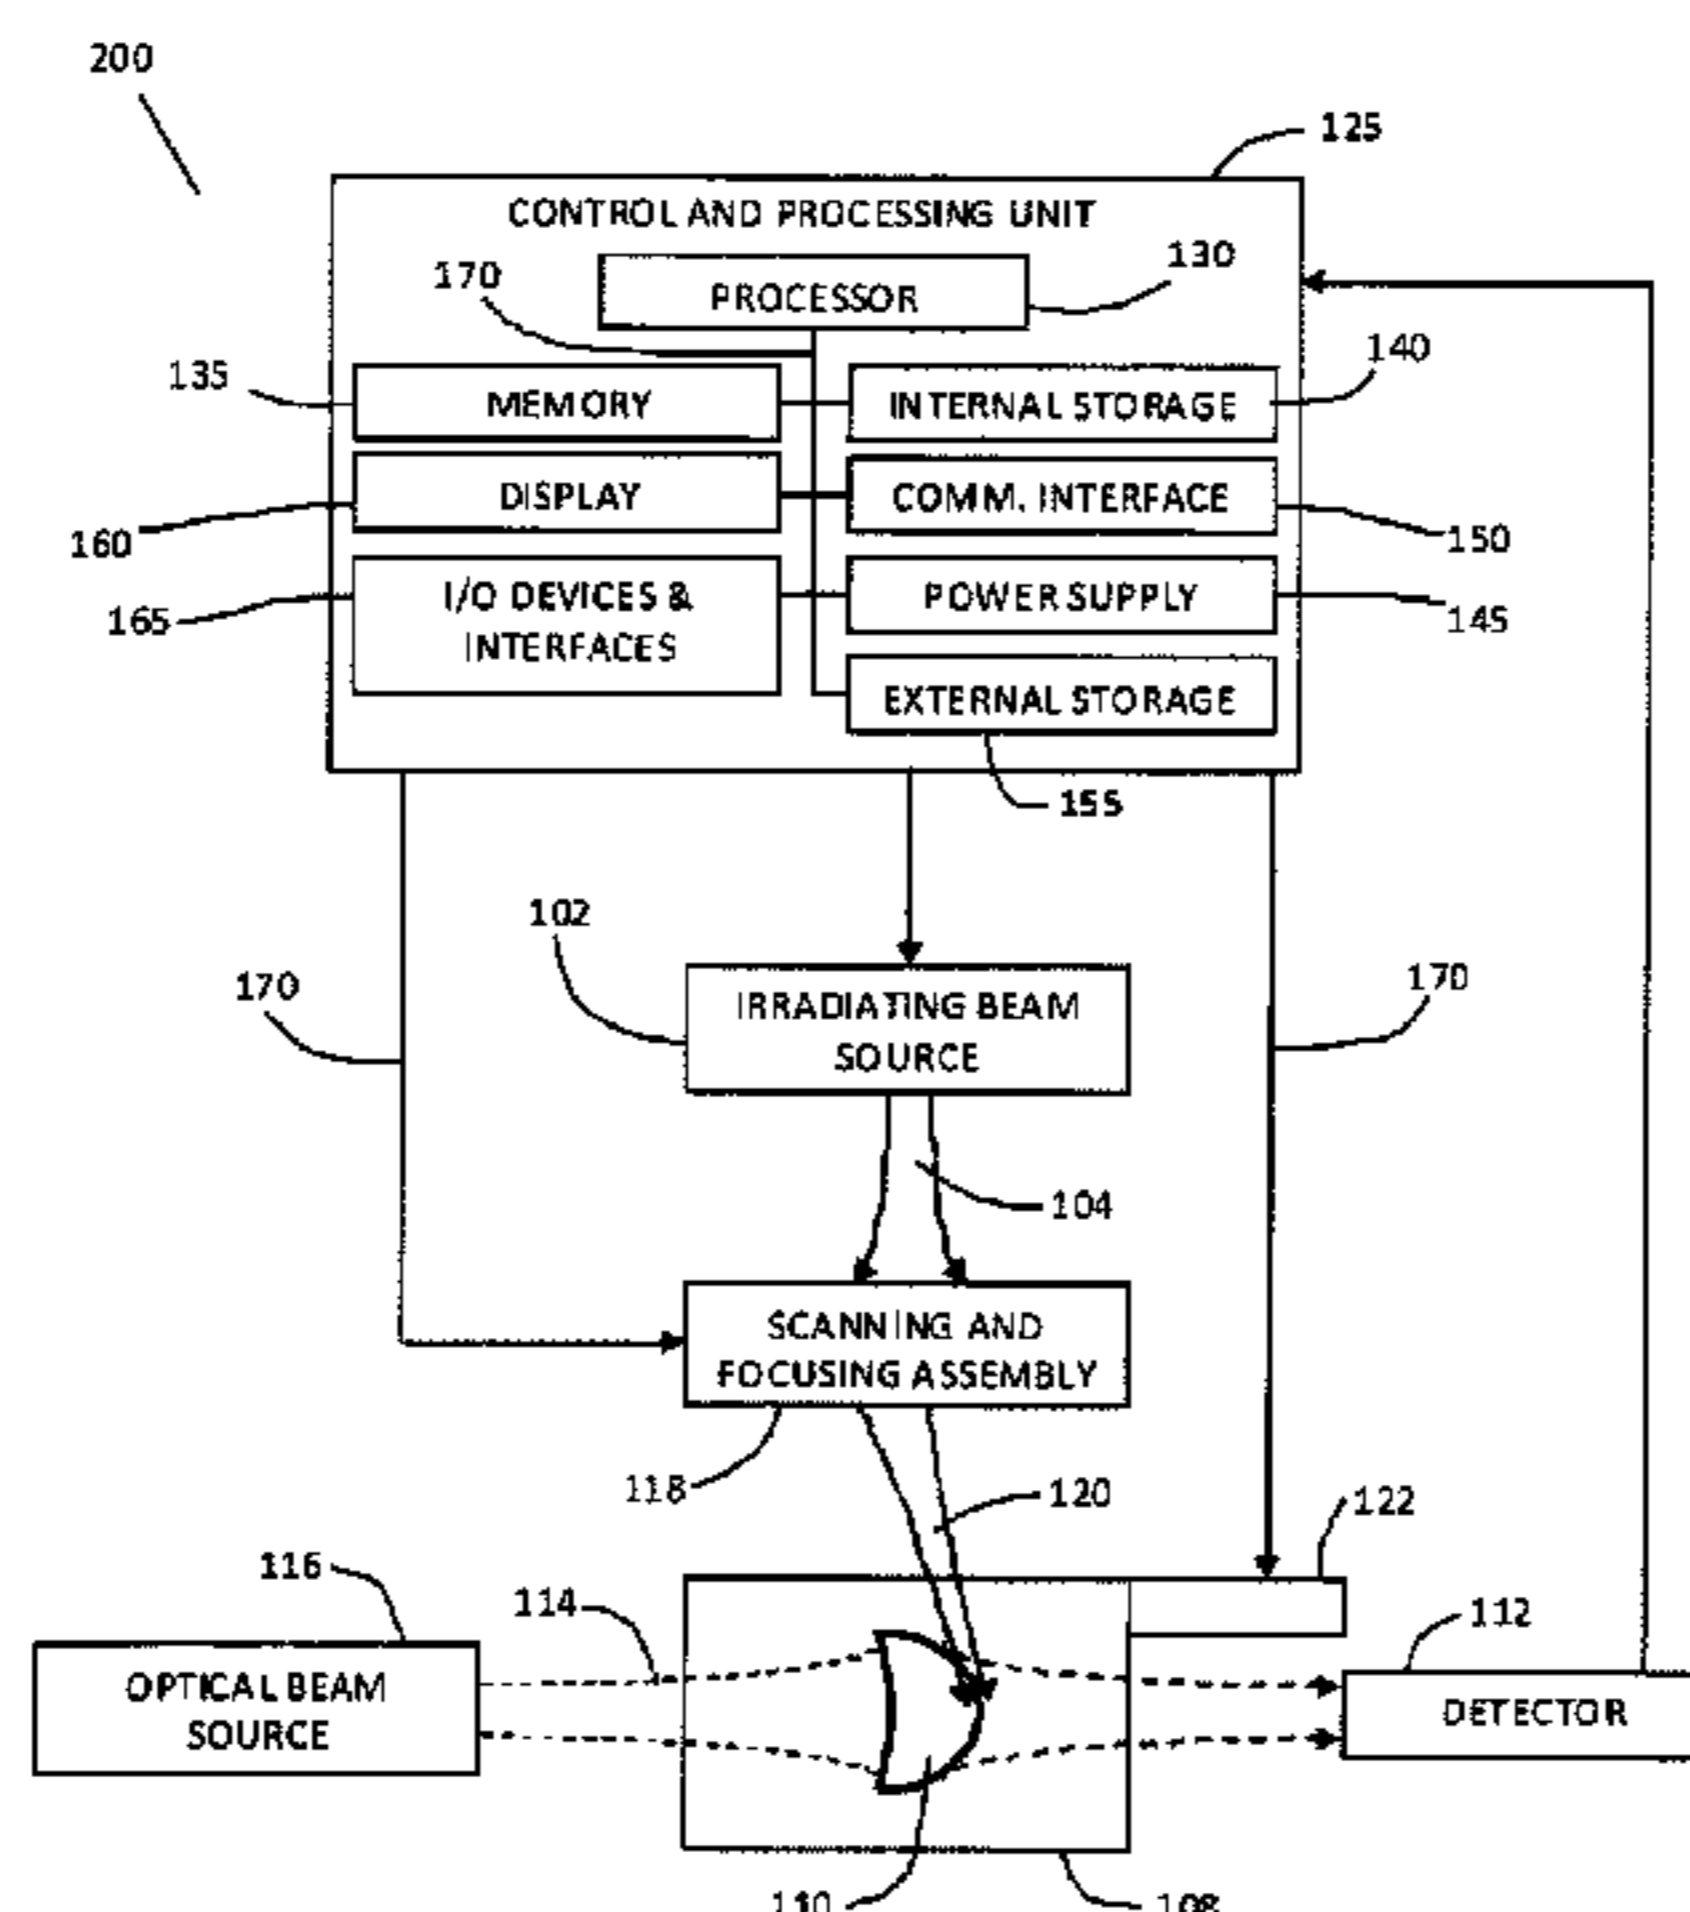 200
125
CONTROL AND PROCESSING UNIT
170
130
PROCESSOR
135
140
MEMORY
INTERNAL STORAGE
DISPLAY
COMM. INTERFACE
160
150
I/O DEVICES &
INTERFACES
POWER SUPPLY
165
145
EXTERNAL STORAGE
155
102
170
170
IRRADIATING BEAM
SOURCE
104
SCANNING AND
FOCUSING ASSEMBLY
118
120
122
116
114
112
OPTICAL BEAM
SOURCE
DETECTOR
110
108